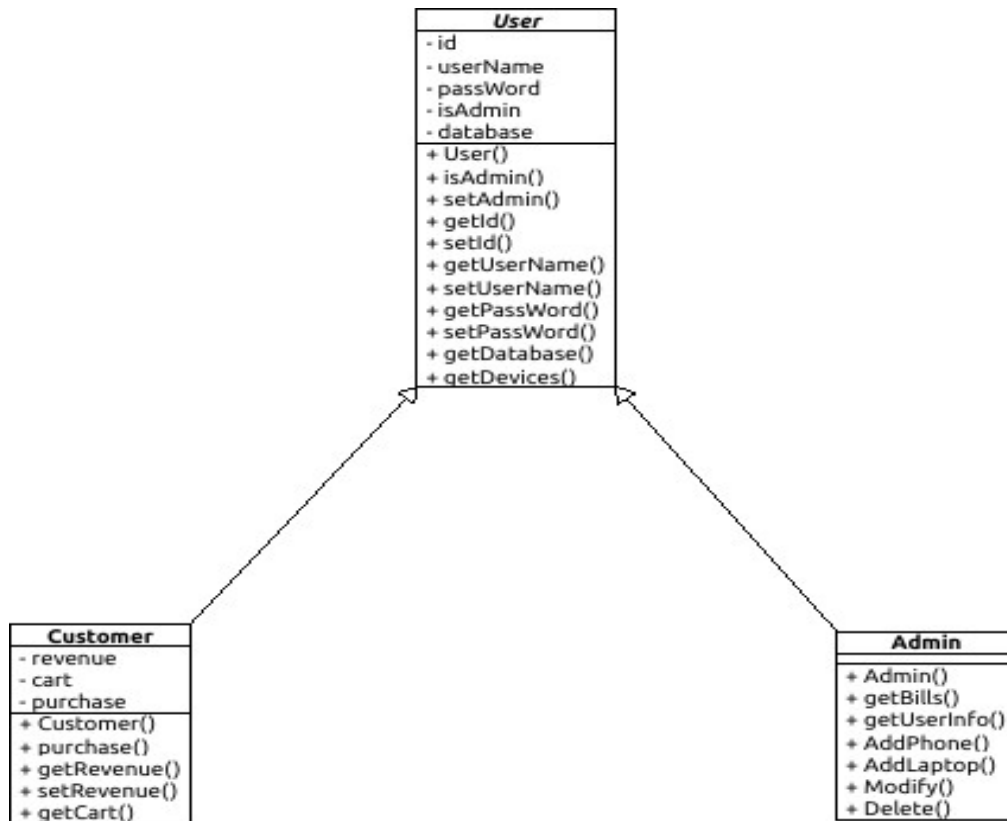 User
- id
- userName
- passWord
- isAdmin
- database
+ User()
+ isAdmin()
+ setAdmin()
+ getId()
+ setId()
+ getUserName()
+ setUserName()
+ getPassWord()
+ setPassWord()
+ getDatabase()
+ getDevices()
Customer
- revenue
- cart
- purchase
+ Customer()
+ purchase()
+ getRevenue()
+ setRevenue()
+ getCart()
Admin
+ Admin()
+ getBills()
+ getUserInfo()
+ AddPhone()
+ AddLaptop()
+ Modify()
+ Delete()